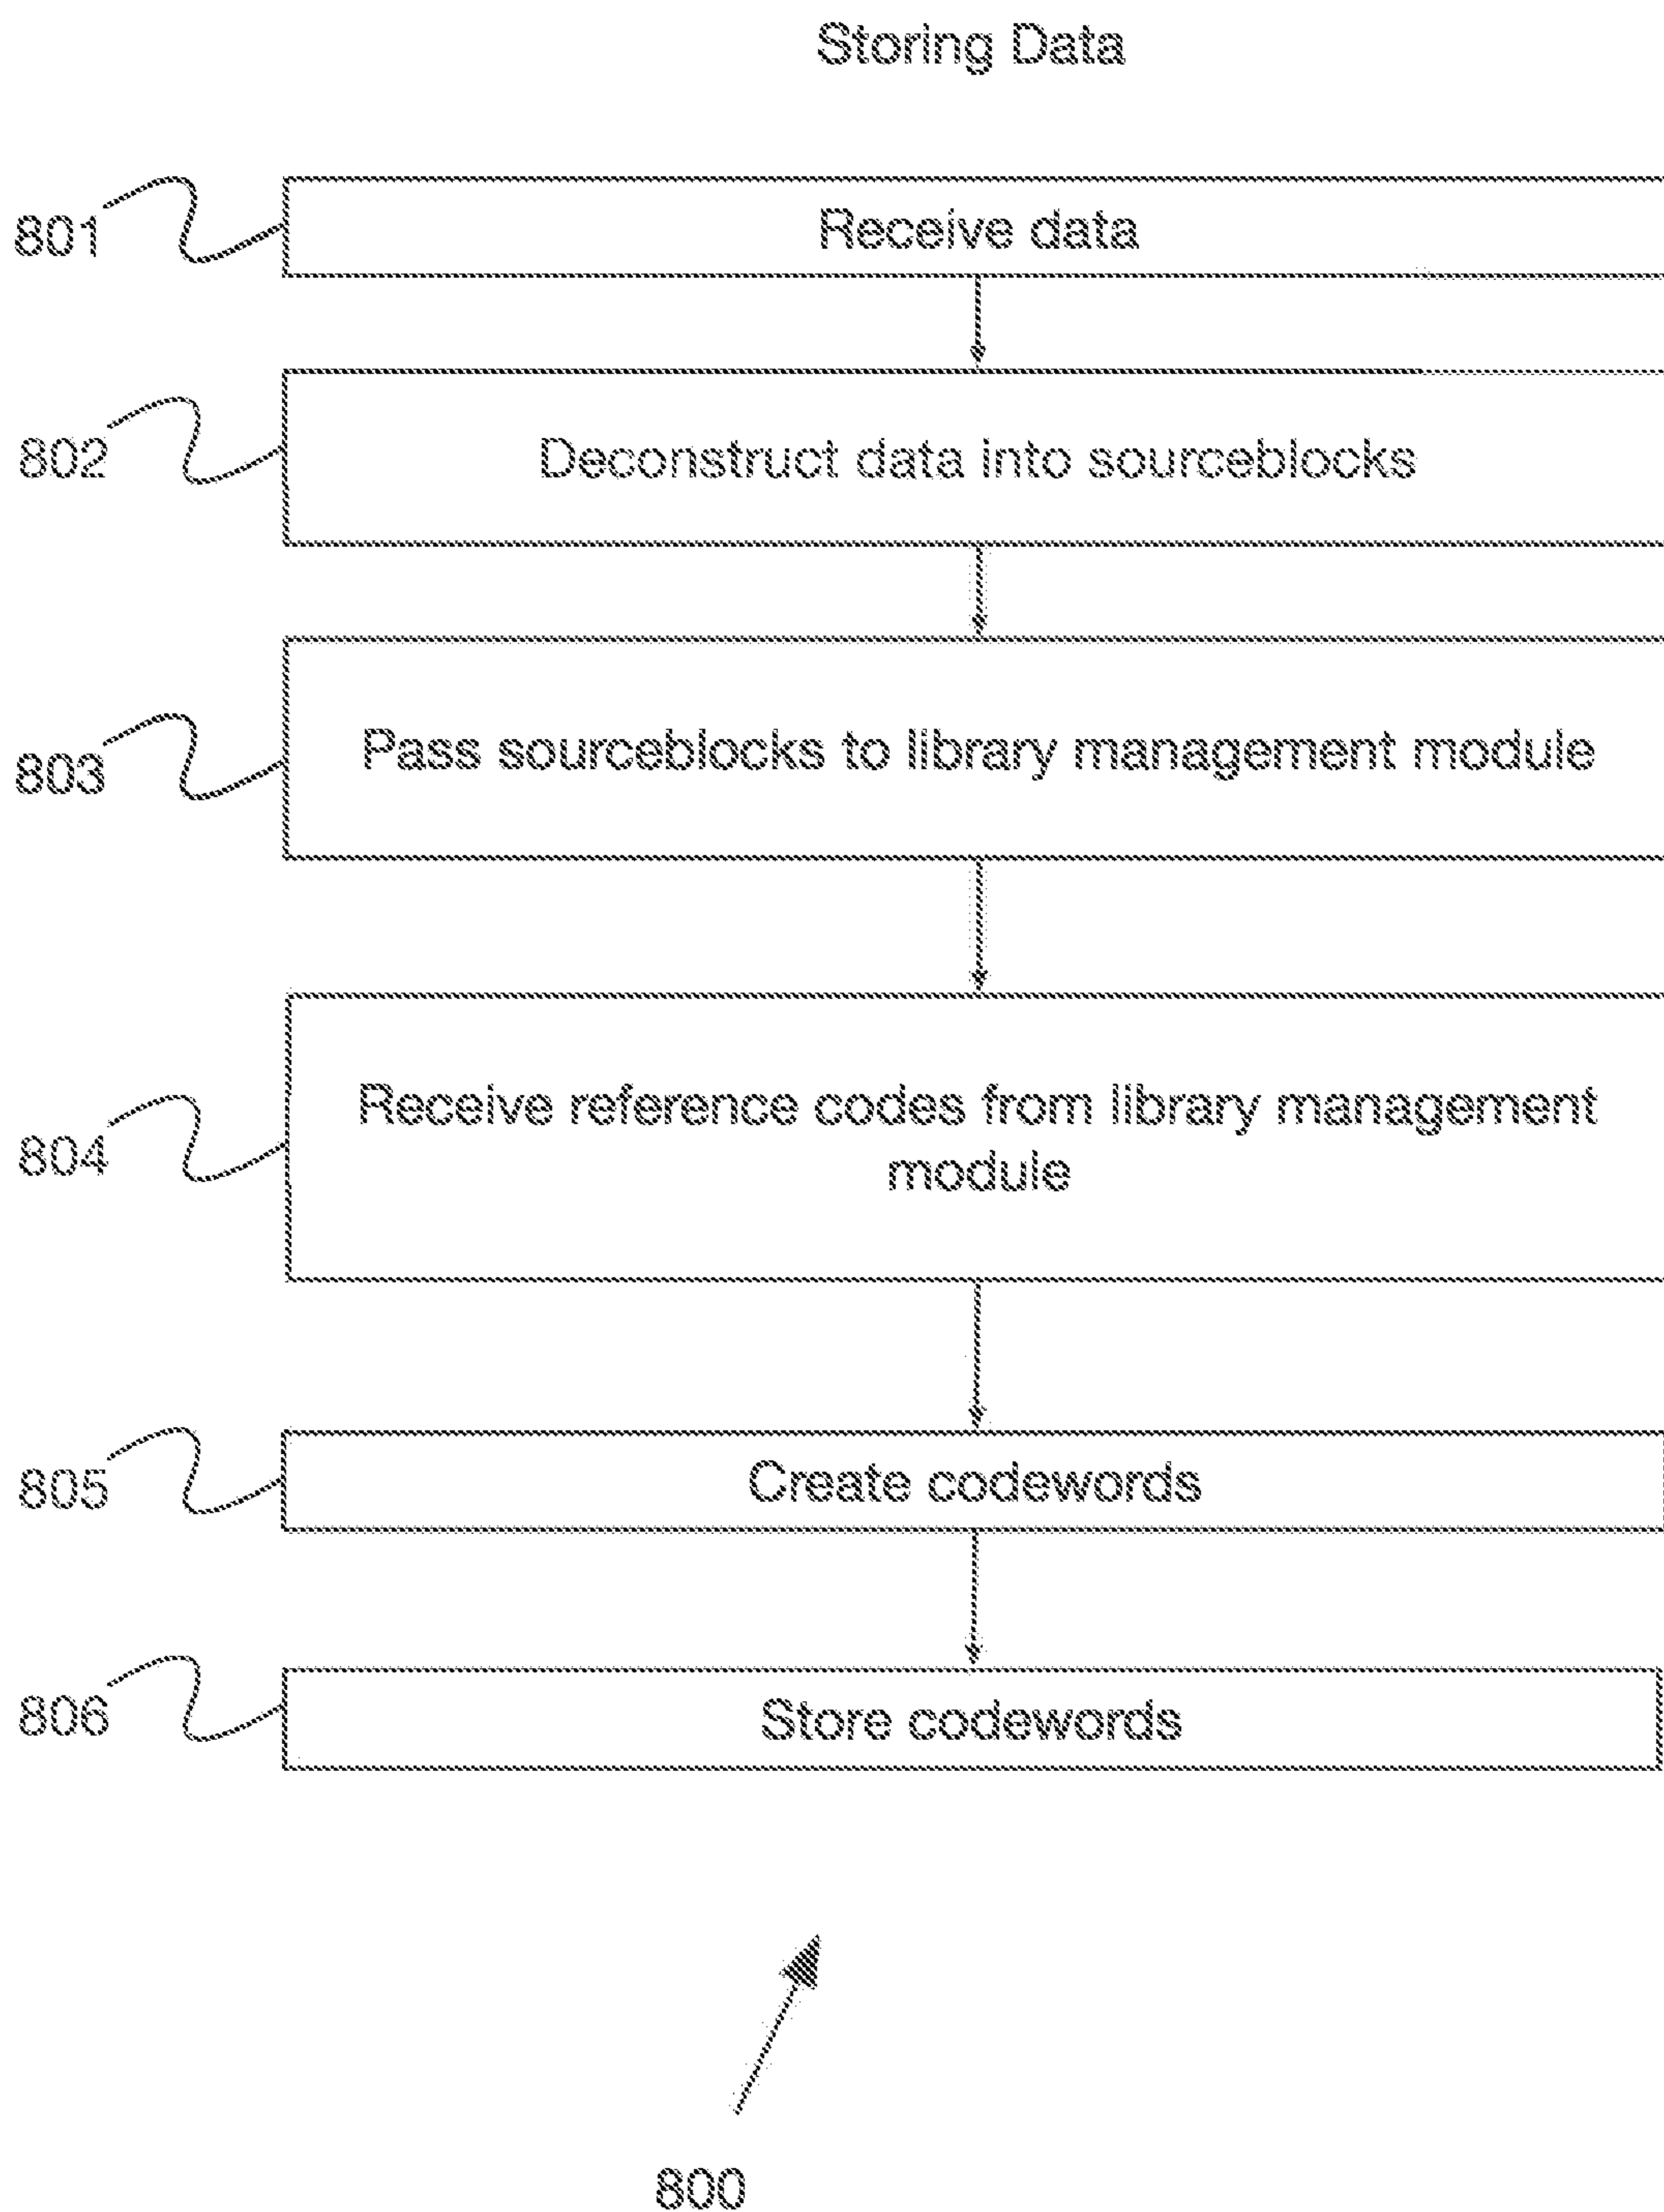 Storing Data
801
Receive data
802
Deconstruct data into sourceblocks
803
Pass sourceblocks to library management module
804
Receive reference codes from library management
module
805
Create codewords
806
Store codewords
800